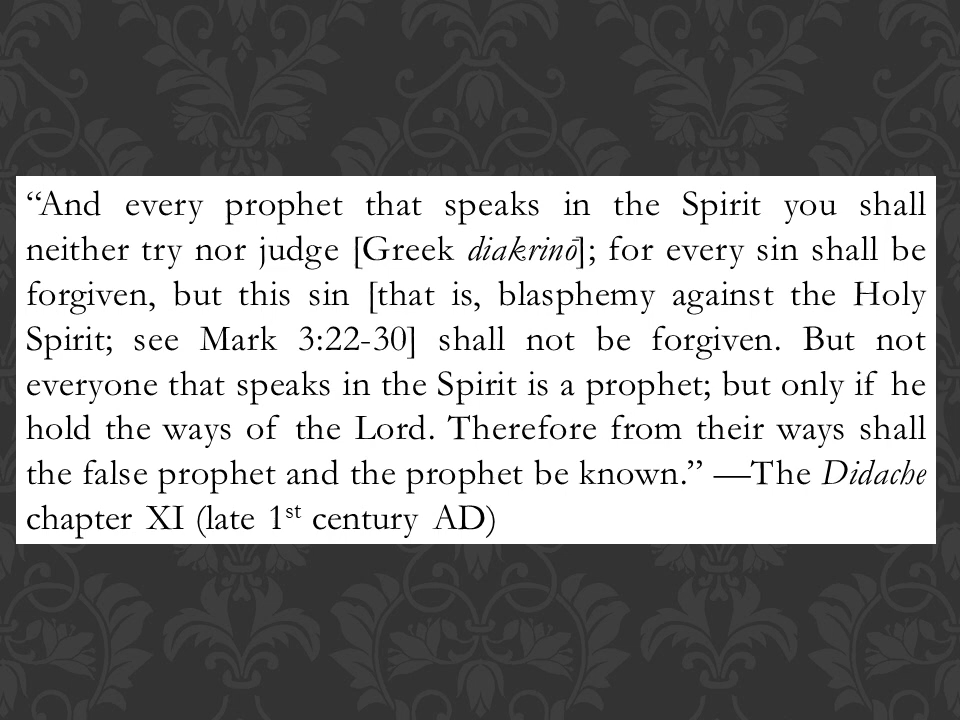 “And every prophet that speaks in the Spirit you shall
neither try nor judge [Greek diakrinō]; for every sin shall be
forgiven, but this sin [that is, blasphemy against the Holy
Spirit; see Mark 3:22-30] shall not be forgiven. But not
everyone that speaks in the Spirit is a prophet; but only if he
hold the ways of the Lord. Therefore from their ways shall
the false prophet and the prophet be known.” —The Didache
chapter XI (late 1st century AD)